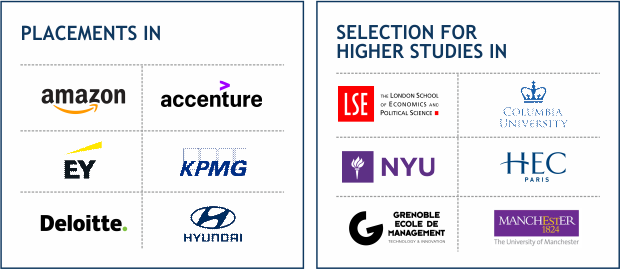 PLACEMENTS IN
amazon
accenture
EY
KPMG
Deloitte.
HYUNDAI
SELECTION FOR
HIGHER STUDIES IN
LSE
THE LONDON SCHOOL
OF ECONOMICS AND
POLITICAL SCIENCE
COLUMBIA
UNIVERSITY
NYU
HEC
PARIS
GRENOBLE
ECOLE DE
MANAGEMENT
TECHNOLOGY & INNOVATION
MANCHESTER
1824
The University of Manchester